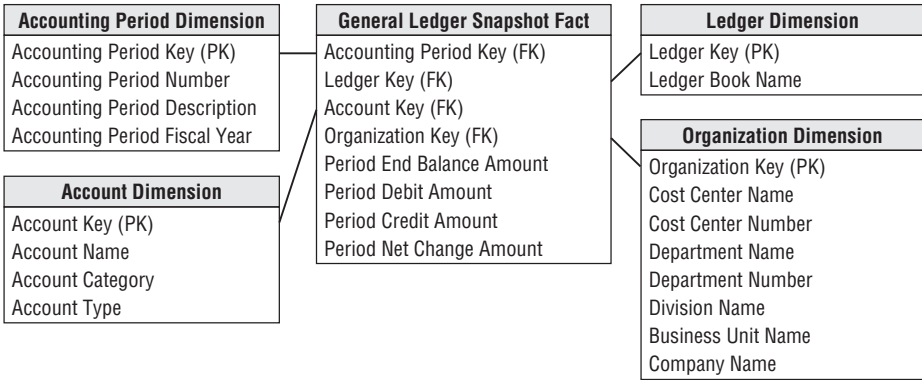 Accounting Period Dimension
Accounting Period Key (PK)
Accounting Period Number
Accounting Period Description
Accounting Period Fiscal Year
Account Dimension
Account Key (PK)
Account Name
Account Category
Account Type
General Ledger Snapshot Fact
Accounting Period Key (FK)
Ledger Key (FK)
Account Key (FK)
Organization Key (FK)
Period End Balance Amount
Period Debit Amount
Period Credit Amount
Period Net Change Amount
Ledger Dimension
Ledger Key (PK)
Ledger Book Name
Organization Dimension
Organization Key (PK)
Cost Center Name
Cost Center Number
Department Name
Department Number
Division Name
Business Unit Name
Company Name